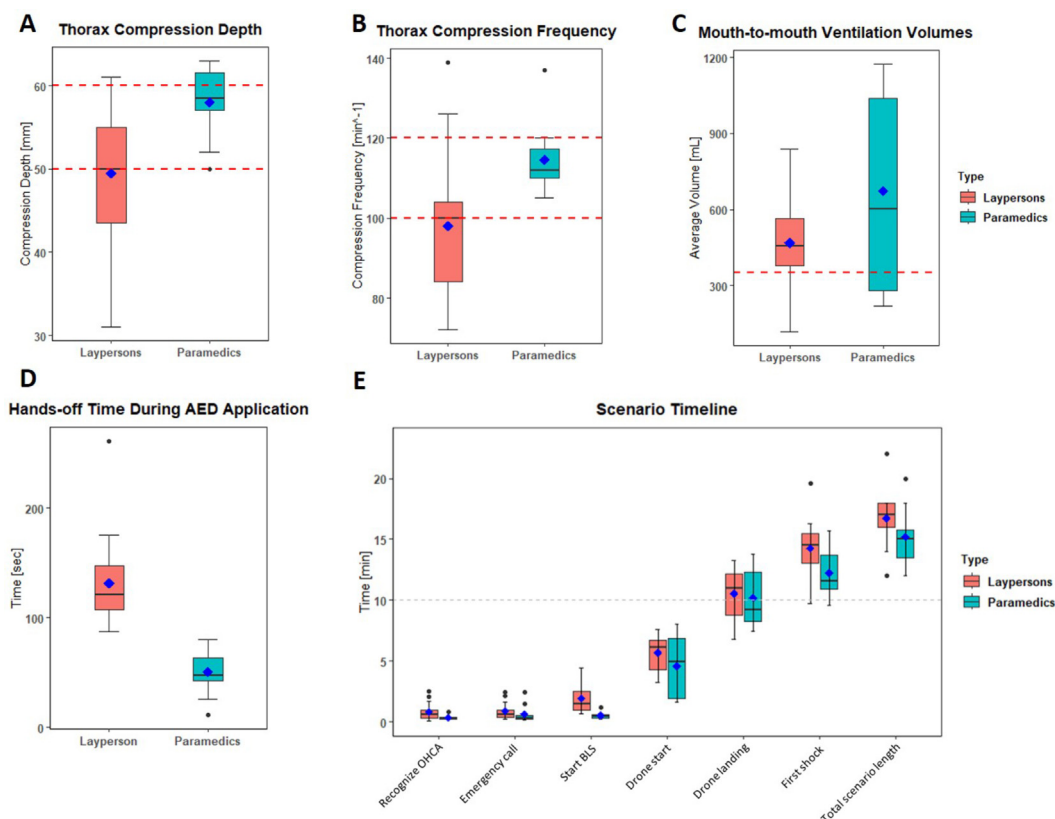 A
Thorax Compression Depth
Compression Depth [mm]
60
50
40
30
Laypersons
Paramedics
B
Thorax Compression Frequency
Compression Frequency [min^-1]
140
120
100
80
Laypersons
Paramedics
C
Mouth-to-mouth Ventilation Volumes
Average Volume [mL]
1200
900
600
300
Laypersons
Paramedics
Type
Laypersons
Paramedics
D
Hands-off Time During AED Application
Time [sec]
200
100
0
Layperson
Paramedics
E
Scenario Timeline
Time [min]
20
15
10
5
0
Recognize OHCA
Emergency call
Start BLS
Drone start
Drone landing
First shock
Total scenario length
Type
Laypersons
Paramedics